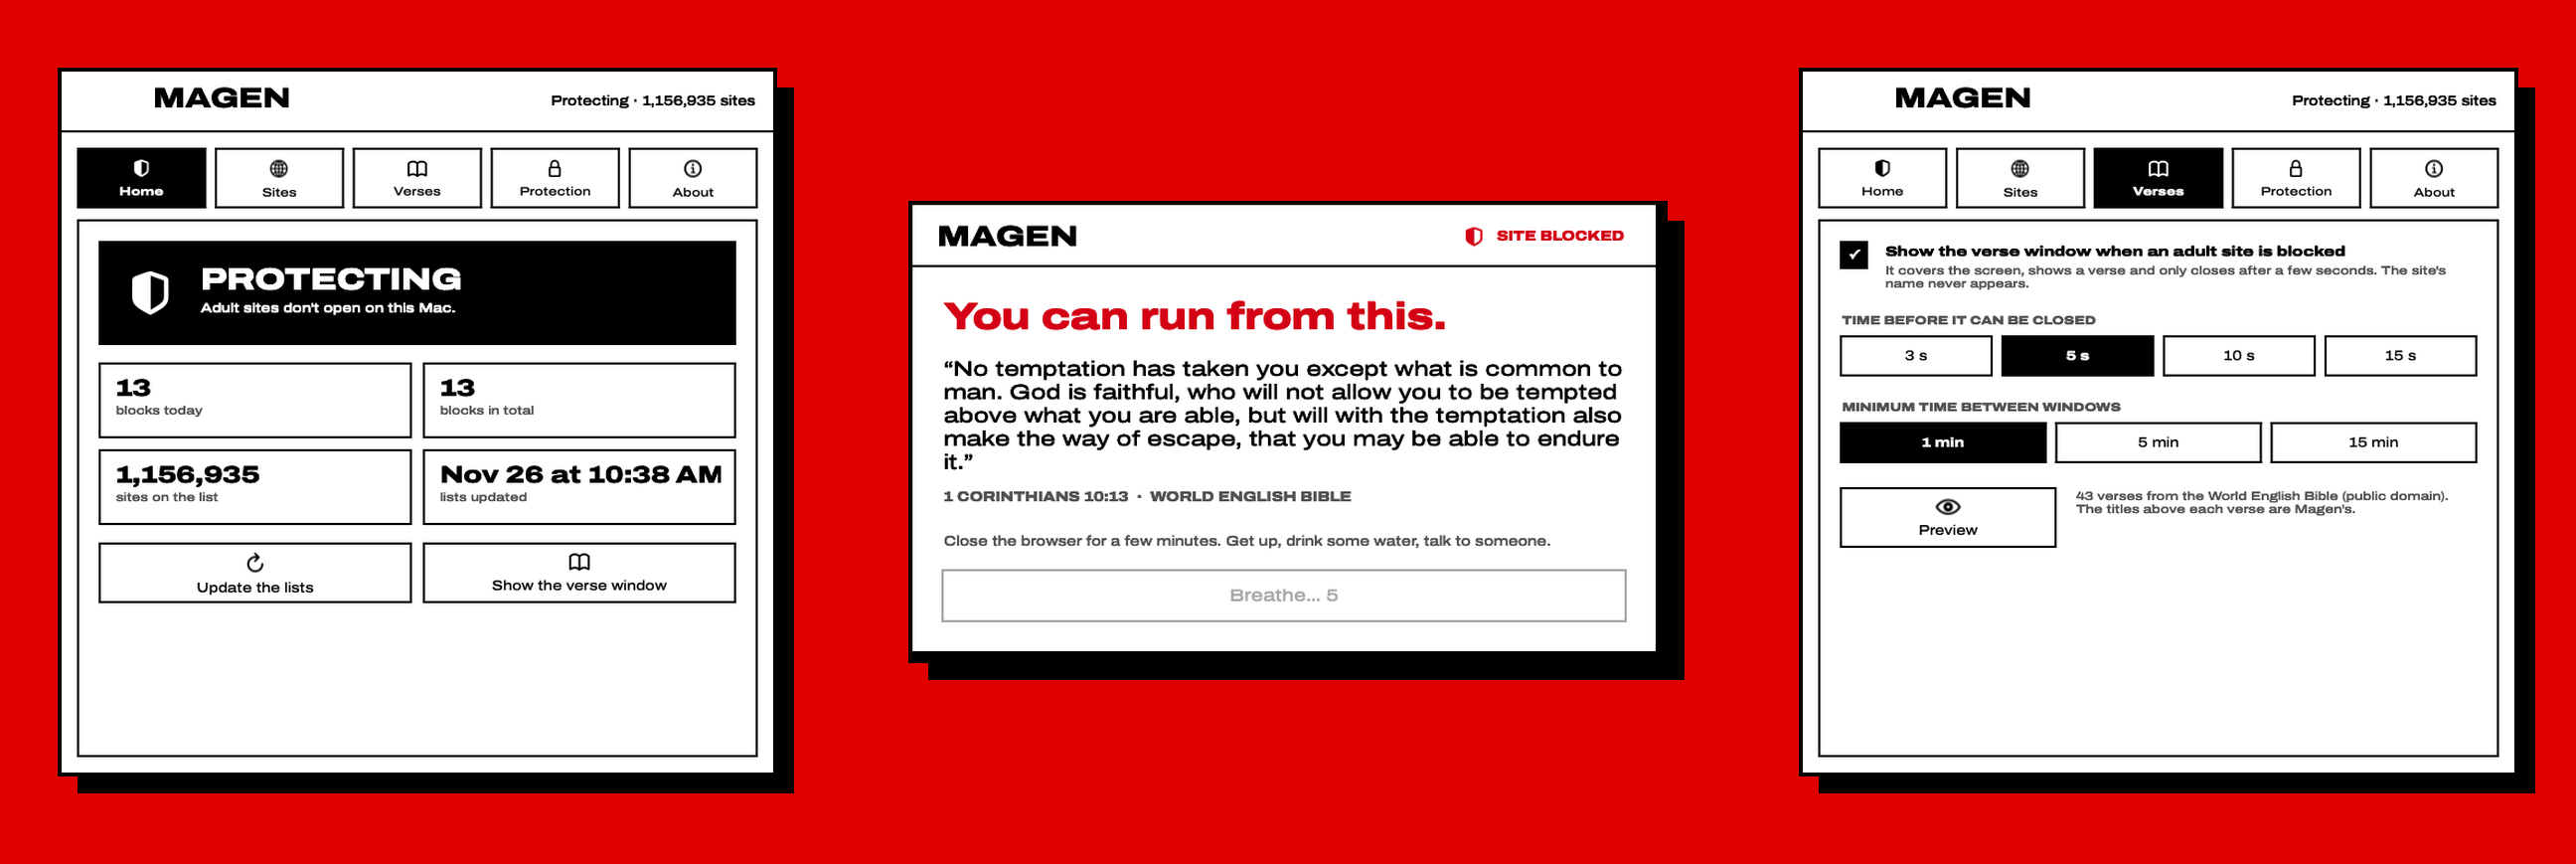 MAGEN
Protecting · 1,156,935 sites
Home
Sites
Verses
Protection
About
PROTECTING
Adult sites don't open on this Mac.
13
blocks today
13
blocks in total
1,156,935
sites on the list
Nov 26 at 10:38 AM
lists updated
Update the lists
Show the verse window
MAGEN
SITE BLOCKED
You can run from this.
“No temptation has taken you except what is common to
man. God is faithful, who will not allow you to be tempted
above what you are able, but will with the temptation also
make the way of escape, that you may be able to endure
it.”
1 CORINTHIANS 10:13 · WORLD ENGLISH BIBLE
Close the browser for a few minutes. Get up, drink some water, talk to someone.
Breathe... 5
MAGEN
Protecting · 1,156,935 sites
Home
Sites
Verses
Protection
About
Show the verse window when an adult site is blocked
It covers the screen, shows a verse and only closes after a few seconds. The site's
name never appears.
TIME BEFORE IT CAN BE CLOSED
3 s
5 s
10 s
15 s
MINIMUM TIME BETWEEN WINDOWS
1 min
5 min
15 min
Preview
43 verses from the World English Bible (public domain).
The titles above each verse are Magen's.